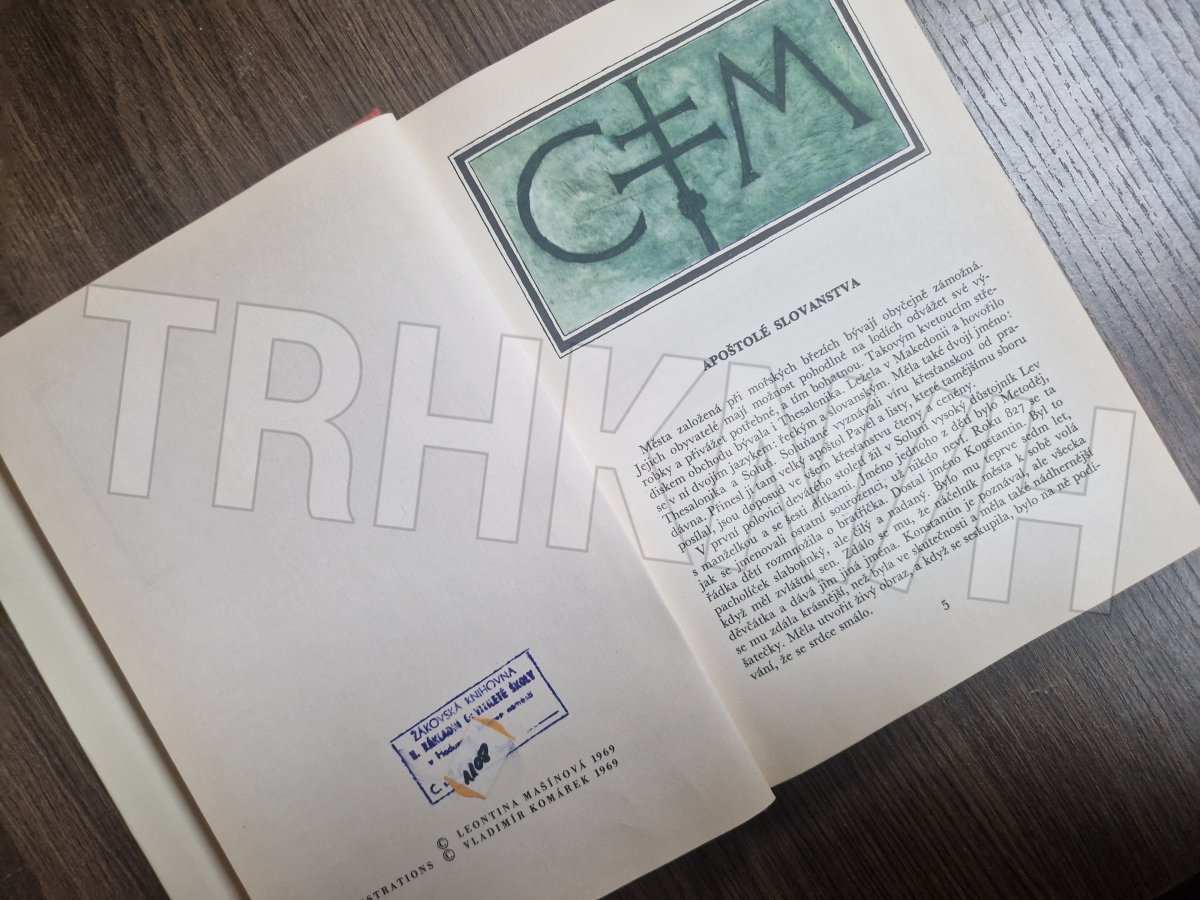 ŽÁKOVSKÁ KNIHOVNA
II. ZÁKLADNÍ DEVÍTILETÉ ŠKOLY
v
1108
© LEONTINA MAŠÍNOVÁ 1969
STRATIONS © VLADIMÍR KOMÁREK 1969
C M
APOŠTOLÉ SLOVANSTVA
Města založená při mořských březích bývají obyčejně zámožná.
Jejich obyvatelé mají možnost pohodlně na lodích odvážet své vý-
robky a přivážet potřebné, a tím bohatnou. Takovým kvetoucím stře-
diskem obchodu bývala i Thesalonika. Ležela v Makedonii a hovořilo
se v ní dvojím jazykem: řeckým a slovanským. Měla také dvojí jméno:
Thesalonika a Soluň. Soluňané vyznávali víru křesťanskou od pra-
dávna. Přinesl ji tam velký apoštol Pavel a listy, které tamějšímu sboru
posílal, jsou doposud ve všem křesťanstvu čteny a ceněny.
V první polovici devátého století žil v Soluni vysoký důstojník Lev
s manželkou a se šesti dítkami. Jméno jednoho z dětí bylo Metoděj,
jak se jmenovali ostatní sourozenci, už nikdo neví. Roku 827 se ta
řádka dětí rozmnožila o bratříčka. Dostal jméno Konstantin. Byl to
pacholíček slaboučký, ale čilý a nadaný. Bylo mu teprve sedm let,
když měl zvláštní sen. Zdálo se mu, že náčelník města k sobě volá
děvčátka a dává jim jiná jména. Konstantin je poznával, ale všecka
se mu zdála krásnější, než byla ve skutečnosti a měla také nádhernější
šatečky. Měla utvořit živý obraz, a když se seskupila, bylo na ně podí-
vání, že se srdce smálo.
5
TRHKNIH